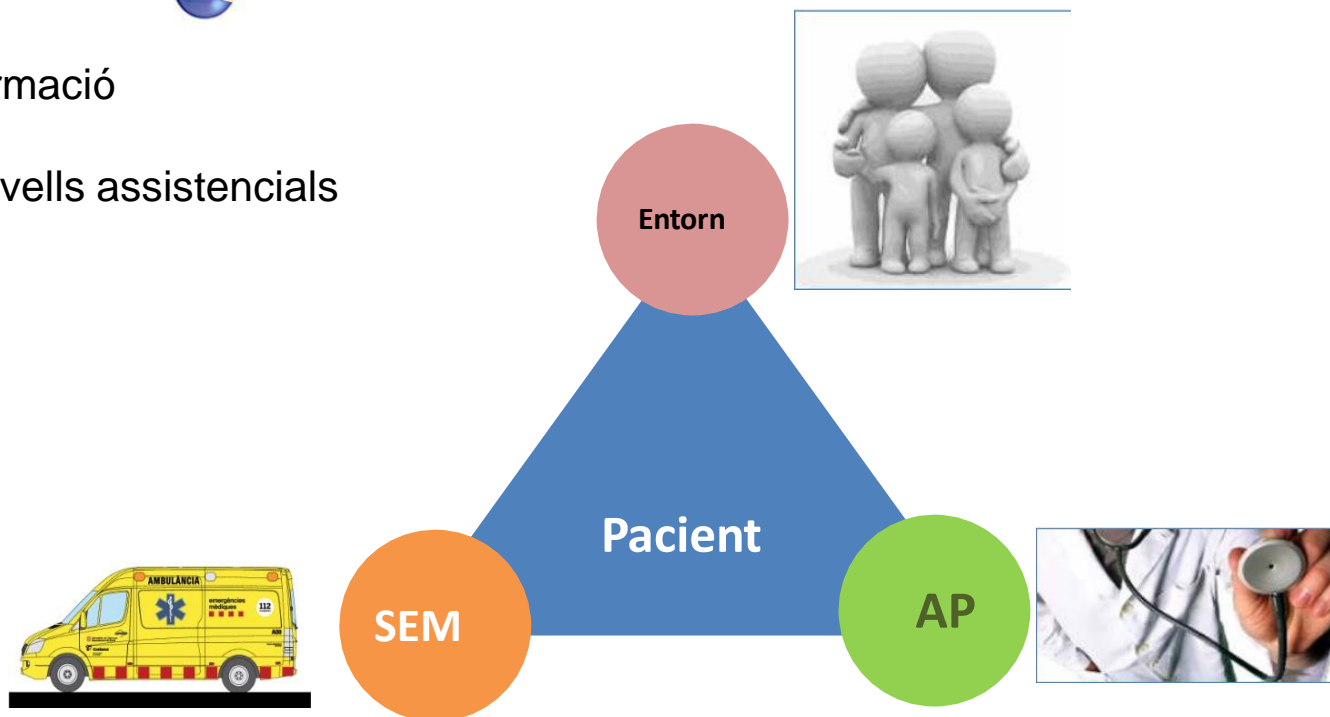 rmació
vells assistencials
Entorn
Pacient
SEM
AP
AMBULÀNCIA
emergències
mèdiques
112